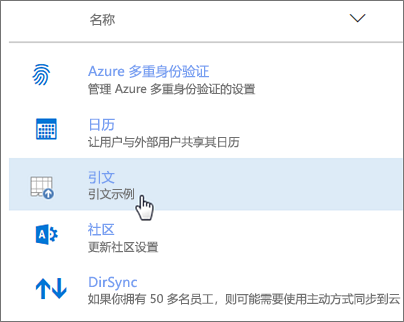 名称
Azure 多重身份验证
管理 Azure 多重身份验证的设置
日历
让用户与外部用户共享其日历
引文
引文示例
社区
更新社区设置
DirSync
如果你拥有 50 多名员工，则可能需要使用主动方式同步到云